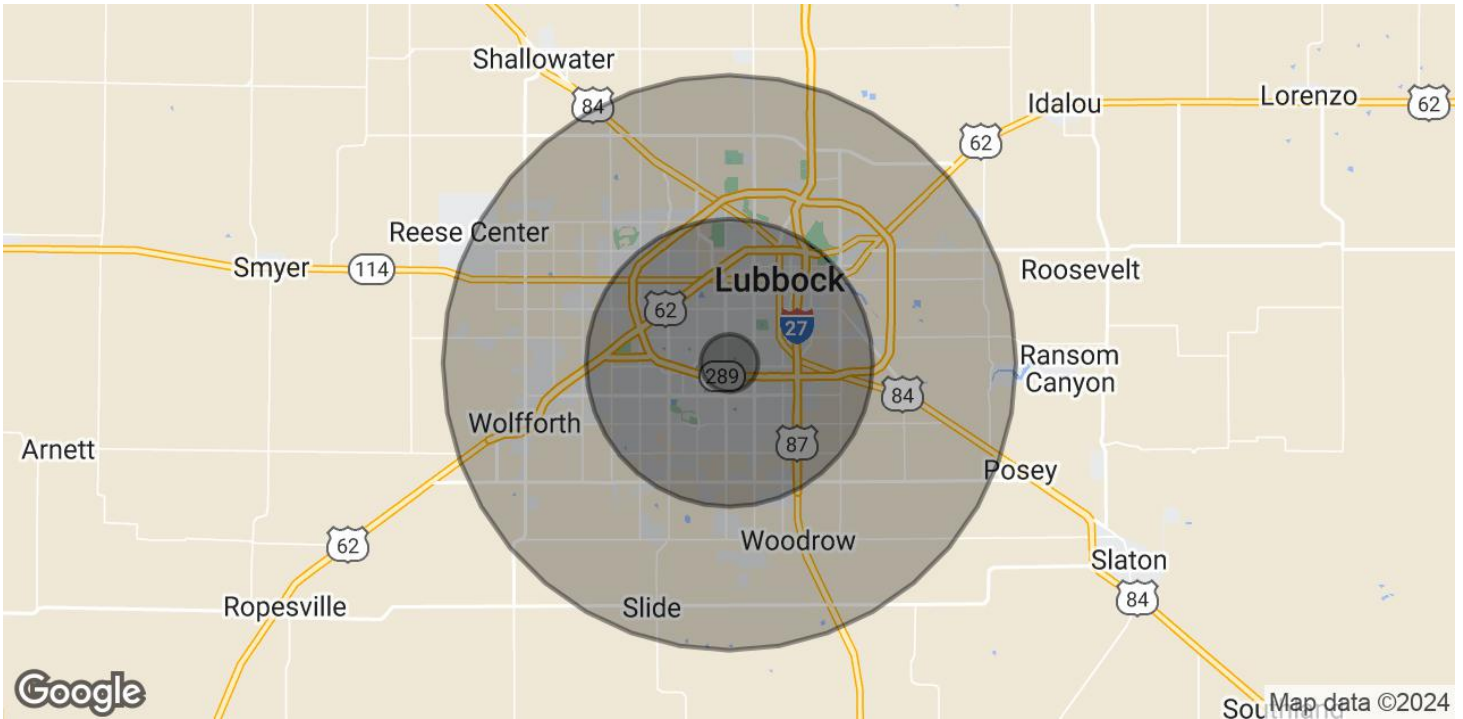 Shallowater
84
Idalou
Lorenzo
62
62
Reese Center
Smyer
114
Lubbock
Roosevelt
62
27
289
Ransom
Canyon
84
Wolfforth
87
Arnett
Posey
62
Woodrow
Slaton
84
Ropesville
Slide
Google
Map data ©2024